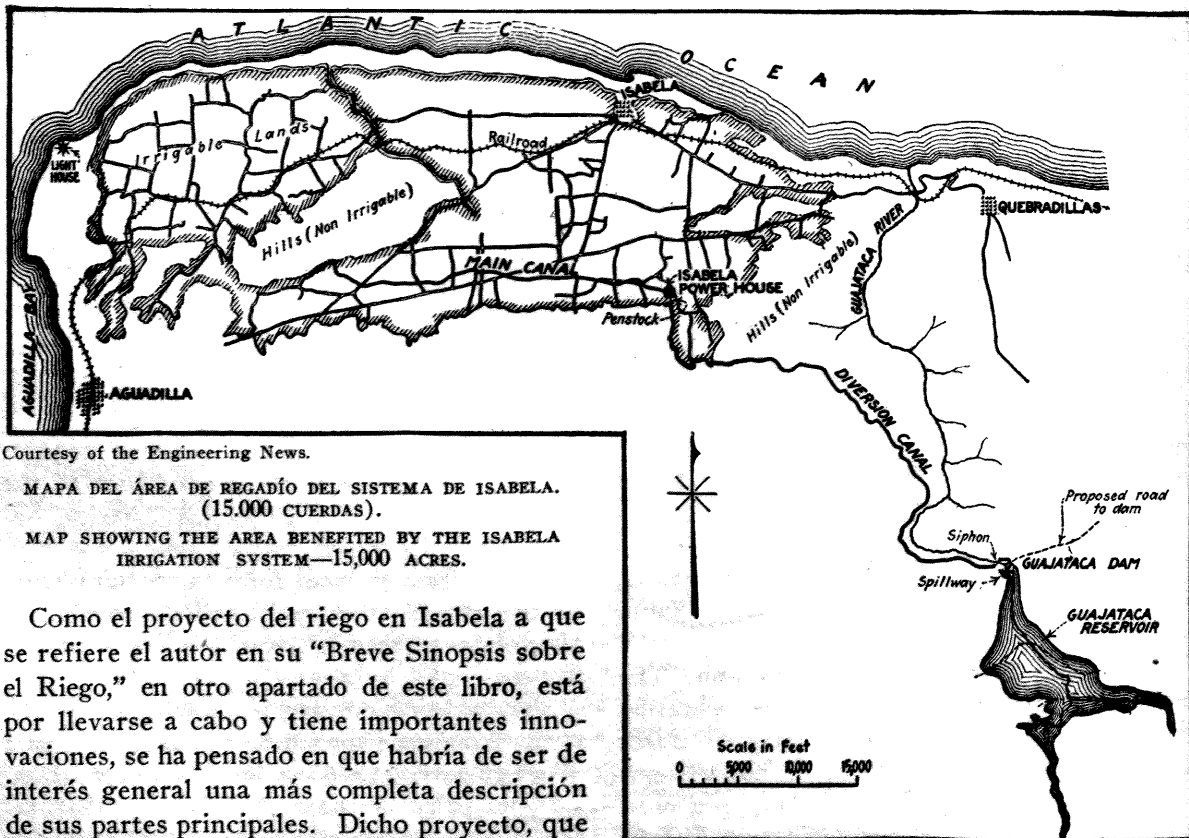 ATLANTIC
OCEAN
ISABELA
Irrigable Lands
LIGHT
HOUSE
Railroad
Hills (Non Irrigable)
QUEBRADILLAS
GUAJATACA RIVER
MAIN CANAL
ISABELA
POWER HOUSE
Penstock
Hills (Non Irrigable)
AGUADILLA BAY
AGUADILLA
DIVERSION CANAL
Proposed road
to dam
Siphon
GUAJATACA DAM
Spillway
GUAJATACA
RESERVOIR
Scale in Feet
0 5000 10,000 15,000
Courtesy of the Engineering News.
MAPA DEL ÁREA DE REGADÍO DEL SISTEMA DE ISABELA.
(15.000 CUERDAS).
MAP SHOWING THE AREA BENEFITED BY THE ISABELA
IRRIGATION SYSTEM—15,000 ACRES.
Como el proyecto del riego en Isabela a que
se refiere el autor en su “Breve Sinopsis sobre
el Riego,” en otro apartado de este libro, está
por llevarse a cabo y tiene importantes inno-
vaciones, se ha pensado en que habría de ser de
interés general una más completa descripción
de sus partes principales. Dicho proyecto, que